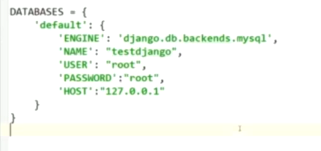 DATABASES = {
    'default': {
        'ENGINE': 'django.db.backends.mysql',
        'NAME': "testdjango",
        'USER': "root",
        'PASSWORD':"root",
        'HOST':"127.0.0.1"
    }
}